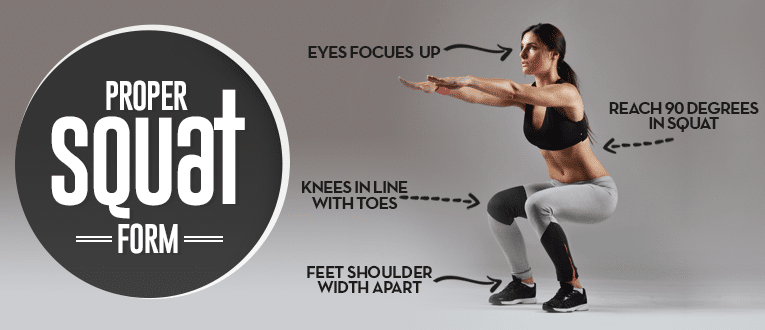 PROPER
squat
FORM
EYES FOCUES UP
REACH 90 DEGREES
IN SQUAT
KNEES IN LINE
WITH TOES
FEET SHOULDER
WIDTH APART